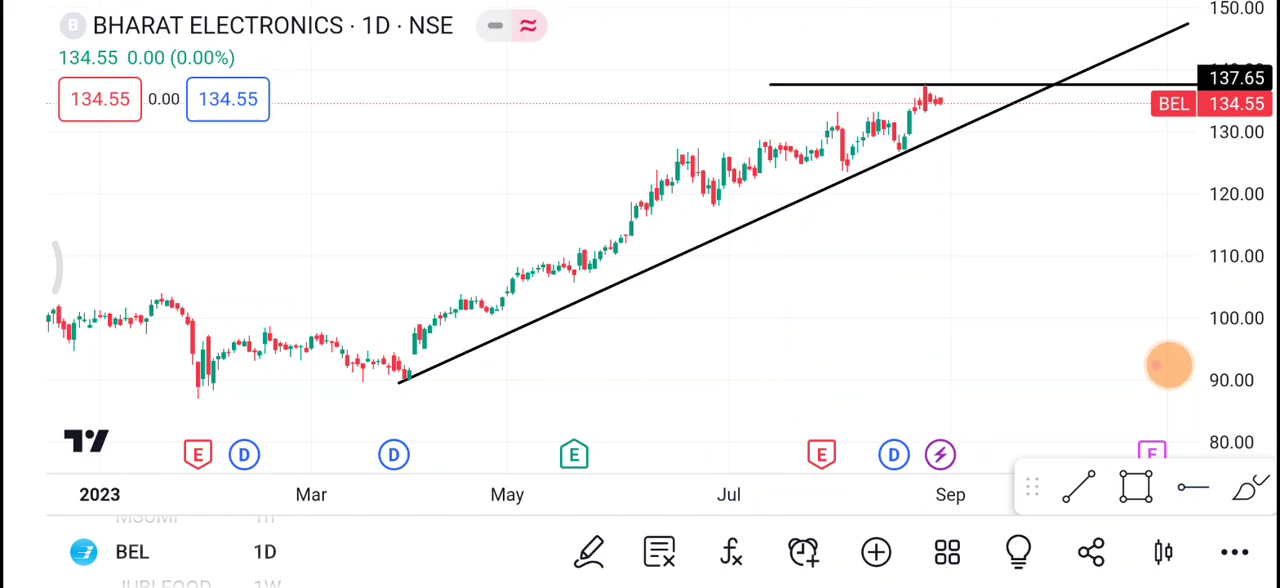 B BHARAT ELECTRONICS · 1D · NSE
134.55 0.00 (0.00%)
134.55 0.00 134.55
150.00
137.65
BEL 134.55
130.00
120.00
110.00
100.00
90.00
80.00
E D D E E D
2023 Mar May Jul Sep
BEL 1D
JUBLFOOD 1W